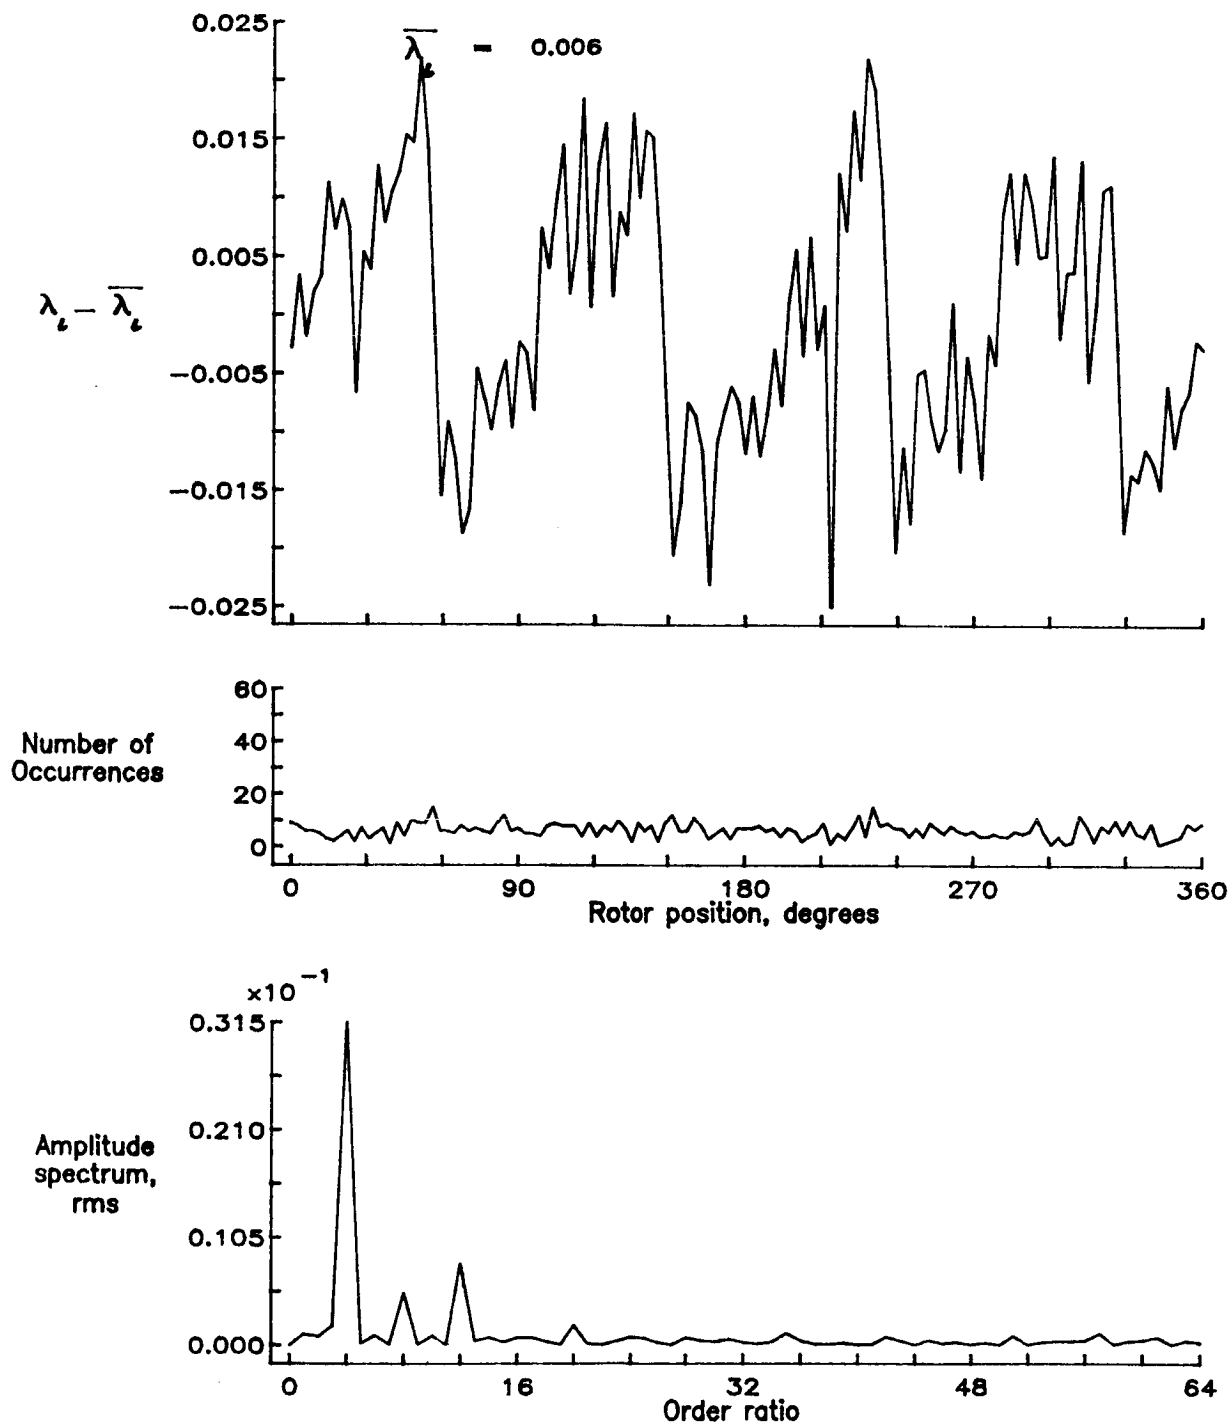 0.025
λᵢ = 0.006
0.015
0.005
λᵢ – λᵢ
−0.005
−0.015
−0.025
60
40
20
0
Number of
Occurrences
0 90 180 270 360
Rotor position, degrees
×10 −1
0.315
0.210
0.105
0.000
Amplitude
spectrum,
rms
0 16 32 48 64
Order ratio